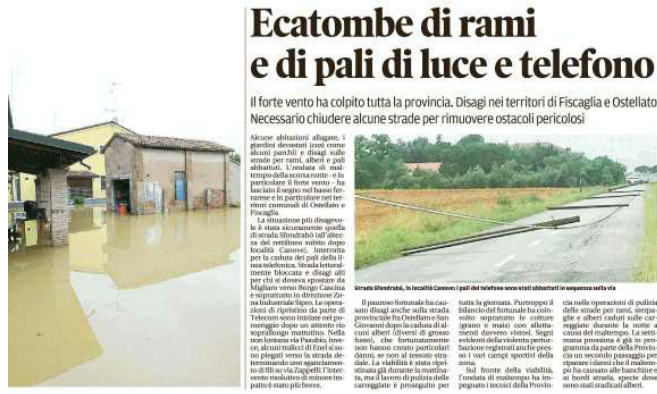 Ecatombe di rami
e di pali di luce e telefono
Il forte vento ha colpito tutta la provincia. Disagi nei territori di Fiscaglia e Ostellato
Necessario chiudere alcune strade per rimuovere ostacoli pericolosi
Alcune abitazioni allagate, i
giardini devastati (così come
alcuni parchi) e disagi sulle
strade per rami, alberi e pali
abbattuti. L'ondata di mal-
tempo della scorsa notte - e in
particolare il forte vento - ha
lasciato il segno nel basso fer-
rarese e in particolare nei ter-
ritori comunali di Ostellato e
Fiscaglia.
La situazione più disagevo-
le è stata sicuramente quella
di strada Sfondrabò (all'altez-
za del rettilineo subito dopo
località Canove), interrotta
per la caduta dei pali della li-
nea telefonica. Strada letteral-
mente bloccata e disagi alti
per chi si doveva spostare da
Migliaro verso Borgo Cascina
e soprattutto in direzione Zo-
na Industriale Sipro. Le opera-
zioni di ripristino da parte di
Telecom sono iniziate nel po-
meriggio dopo un attento
sopralluogo mattutino. Nella
non lontana via Pasubio, inve-
ce, alcuni tralicci di Enel si so-
no piegati verso la strada de-
terminando uno sganciamen-
to di fili su via Zappelli: l'inter-
vento risolutivo di minore im-
patto è stato più breve.
Strada Sfondrabò, in località Canove: i pali del telefono sono stati abbattuti in sequenza sulla via
Il pauroso fortunale ha cau-
sato disagi anche sulla strada
provinciale fra Ostellato e San
Giovanni dopo la caduta di al-
cuni alberi (diversi di grosso
fusto), che fortunatamente
non hanno creato particolari
danni, se non al tessuto stra-
dale. La viabilità è stata ripri-
stinata già durante la mattina-
ta, ma il lavoro di pulizia delle
carreggiate è proseguito per
tutta la giornata. Purtroppo il
bilancio del fortunale ha coin-
volto soprattutto le colture
(grano e mais) con allettа-
menti davvero vistosi. Segni
evidenti della violenta pertur-
bazione registrati anche pres-
so i vari campi sportivi della
zona.
Sul fronte della viabilità,
l'ondata di maltempo ha im-
pegnato i tecnici della Provin-
cia nelle operazioni di pulizia
delle strade per rami, sterpa-
glie e alberi caduti sulle car-
reggiate durante la notte a
causa del maltempo. La setti-
mana prossima è già in pro-
gramma da parte della Provin-
cia un secondo passaggio per
riparare i danni che il maltem-
po ha causato alle banchine e
ai bordi strada, specie dove
sono stati sradicati alberi.